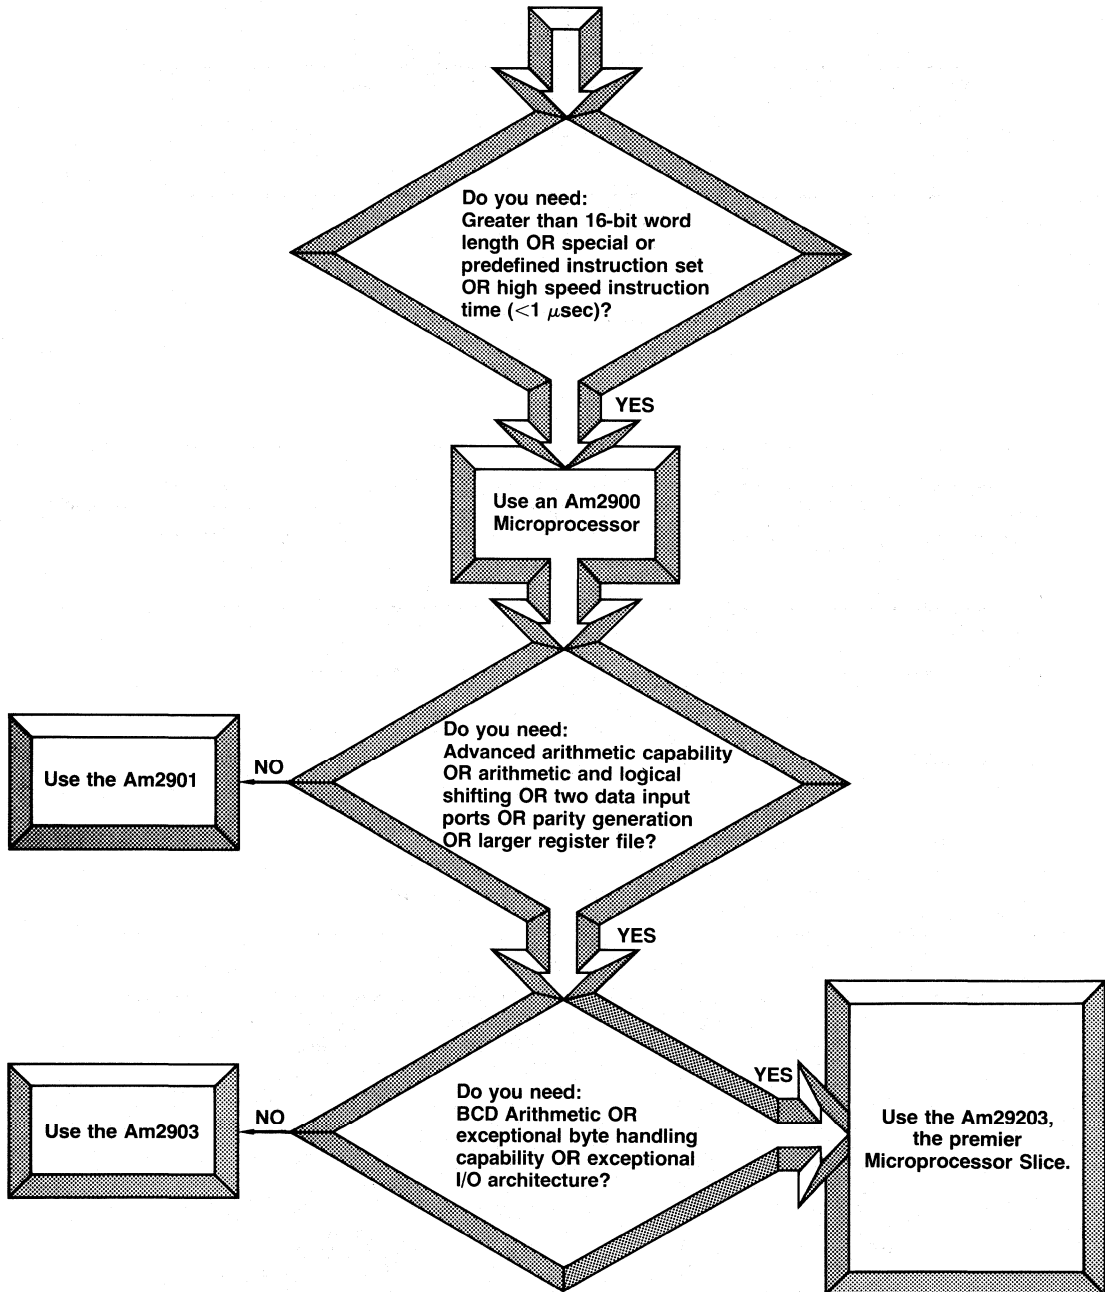 Do you need:
Greater than 16-bit word
length OR special or
predefined instruction set
OR high speed instruction
time (<1 μsec)?
YES
Use an Am2900
Microprocessor
Do you need:
Advanced arithmetic capability
OR arithmetic and logical
shifting OR two data input
ports OR parity generation
OR larger register file?
NO
Use the Am2901
YES
Do you need:
BCD Arithmetic OR
exceptional byte handling
capability OR exceptional
I/O architecture?
NO
Use the Am2903
YES
Use the Am29203,
the premier
Microprocessor Slice.